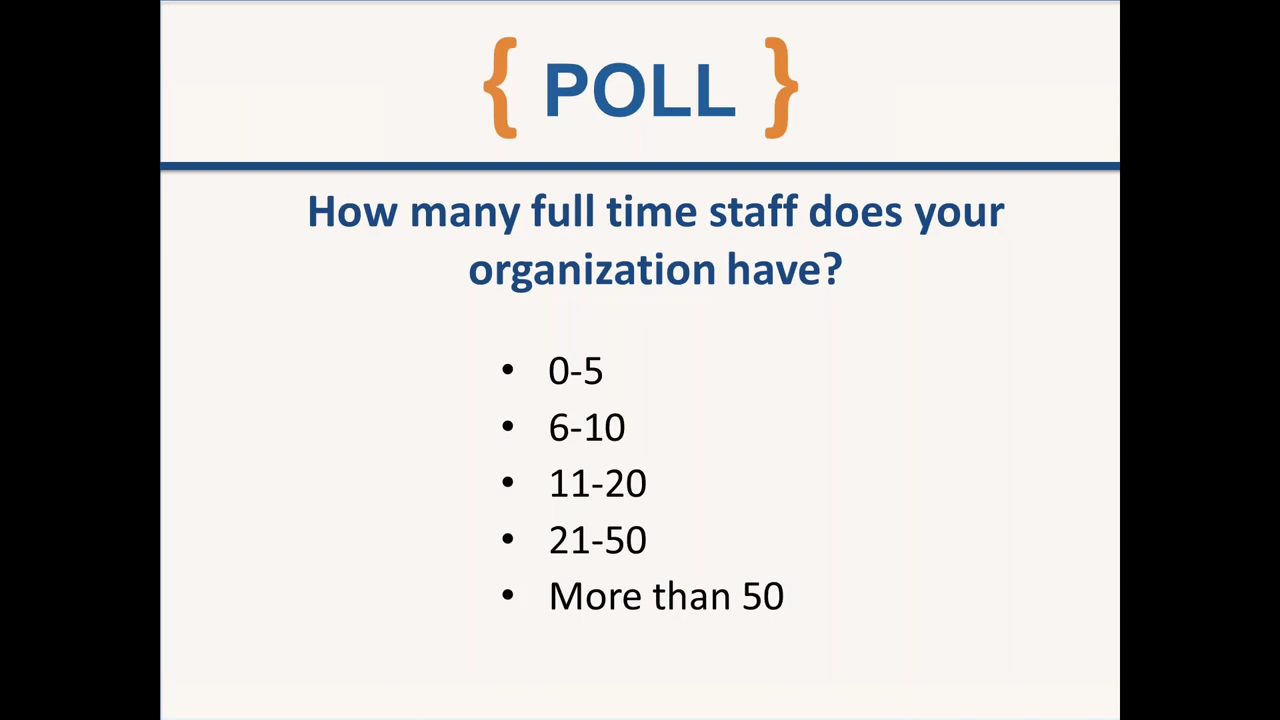 { POLL }
How many full time staff does your
organization have?
• 0-5
• 6-10
• 11-20
• 21-50
• More than 50